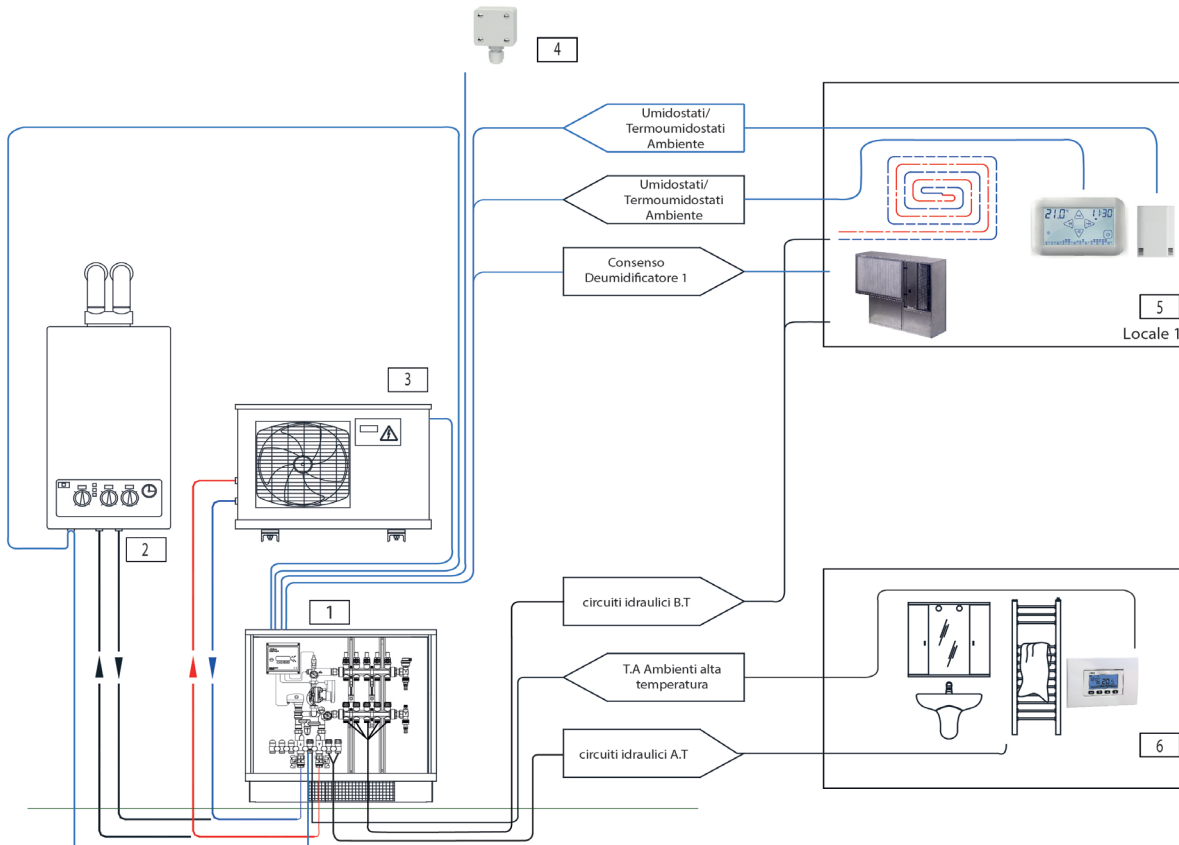 4
Umidostati/
Termoumidostati
Ambiente
Umidostati/
Termoumidostati
Ambiente
21.0°
11:30
Consenso
Deumidificatore 1
5
Locale 1
3
2
1
circuiti idraulici B.T
T.A Ambienti alta
temperatura
circuiti idraulici A.T
6